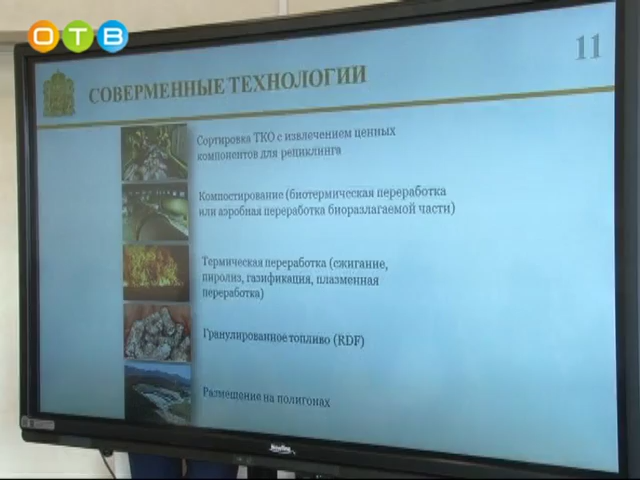 ОТВ
11
СОВЕРМЕННЫЕ ТЕХНОЛОГИИ
Сортировка ТКО с извлечением ценных
компонентов для рециклинга
Компостирование (биотермическая переработка
или аэробная переработка биоразлагаемой части)
Термическая переработка (сжигание,
пиролиз, газификация, плазменная
переработка)
Гранулированное топливо (RDF)
Размещение на полигонах